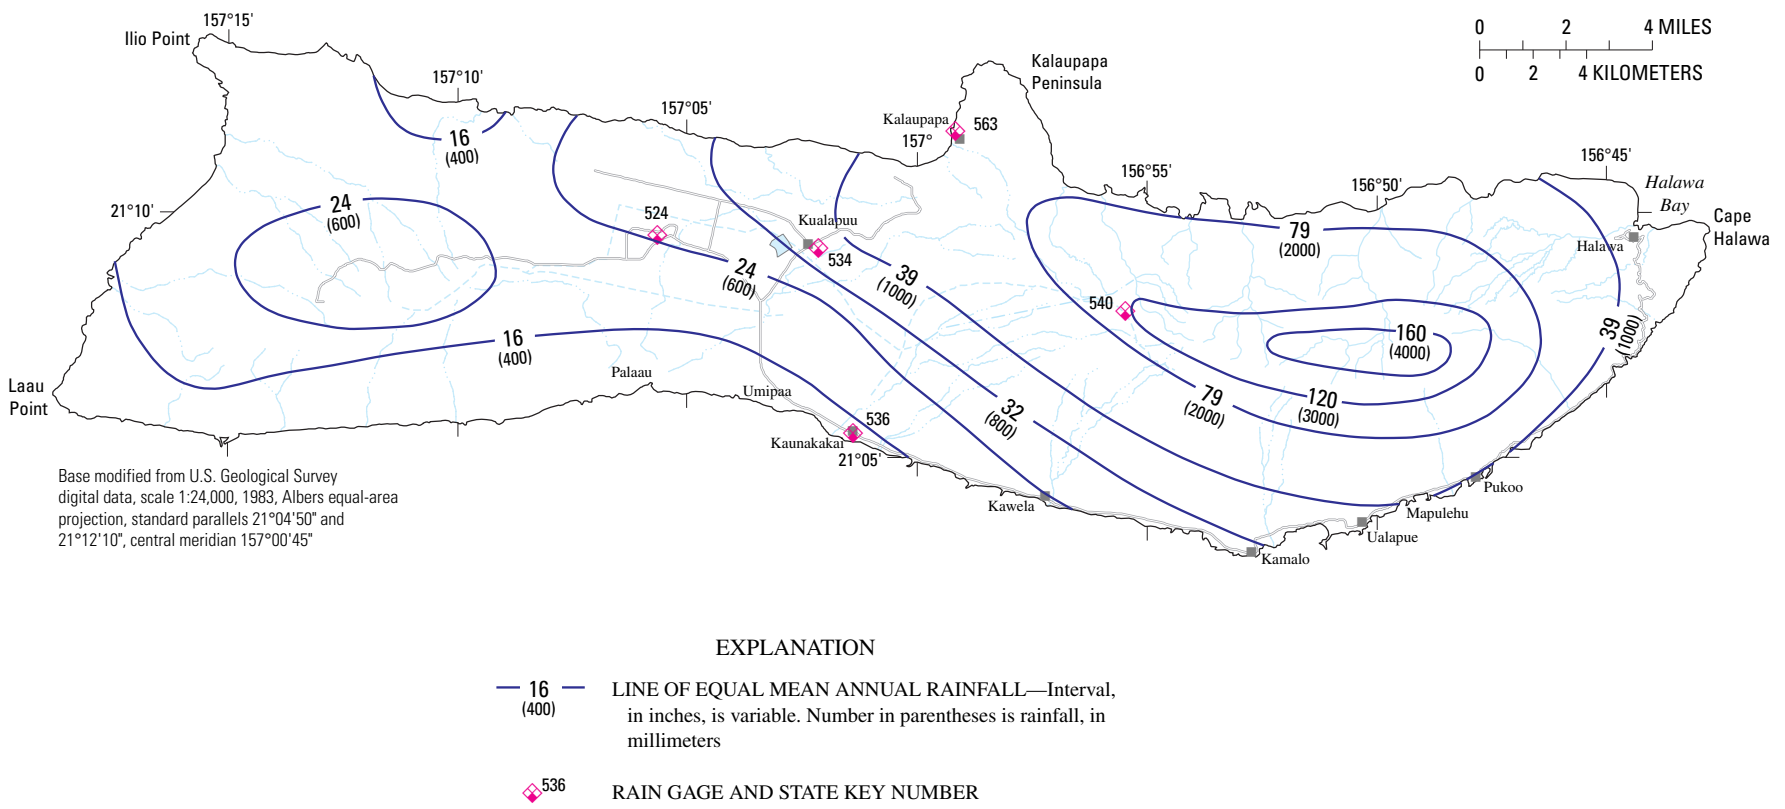 157°15'
Ilio Point
157°10'
157°05'
Kalaupapa
Peninsula
0 2 4 MILES
0 2 4 KILOMETERS
Kalaupapa
563
157°
16
(400)
156°55'
156°50'
156°45'
Halawa
Bay
Cape
Halawa
21°10'
24
(600)
524
Kualapuu
534
79
(2000)
Halawa
24
(600)
39
(1000)
540
160
(4000)
39
(1000)
16
(400)
Laau
Point
Palaau
Umipaa
120
(3000)
79
(2000)
32
(800)
536
Kaunakakai
21°05'
Kawela
Pukoo
Mapulehu
Ualapue
Kamalo
Base modified from U.S. Geological Survey
digital data, scale 1:24,000, 1983, Albers equal-area
projection, standard parallels 21°04'50" and
21°12'10", central meridian 157°00'45"
EXPLANATION
16
(400)
LINE OF EQUAL MEAN ANNUAL RAINFALL—Interval,
in inches, is variable. Number in parentheses is rainfall, in
millimeters
536
RAIN GAGE AND STATE KEY NUMBER